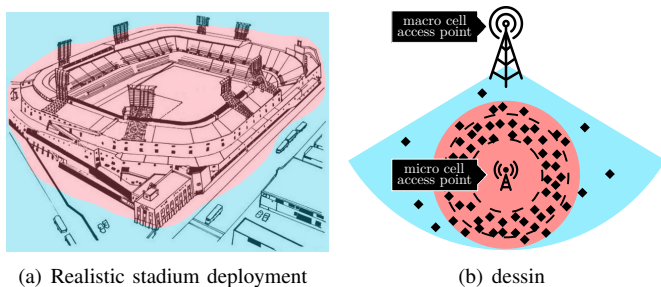 macro cell
access point
micro cell
access point
(a) Realistic stadium deployment
(b) dessin